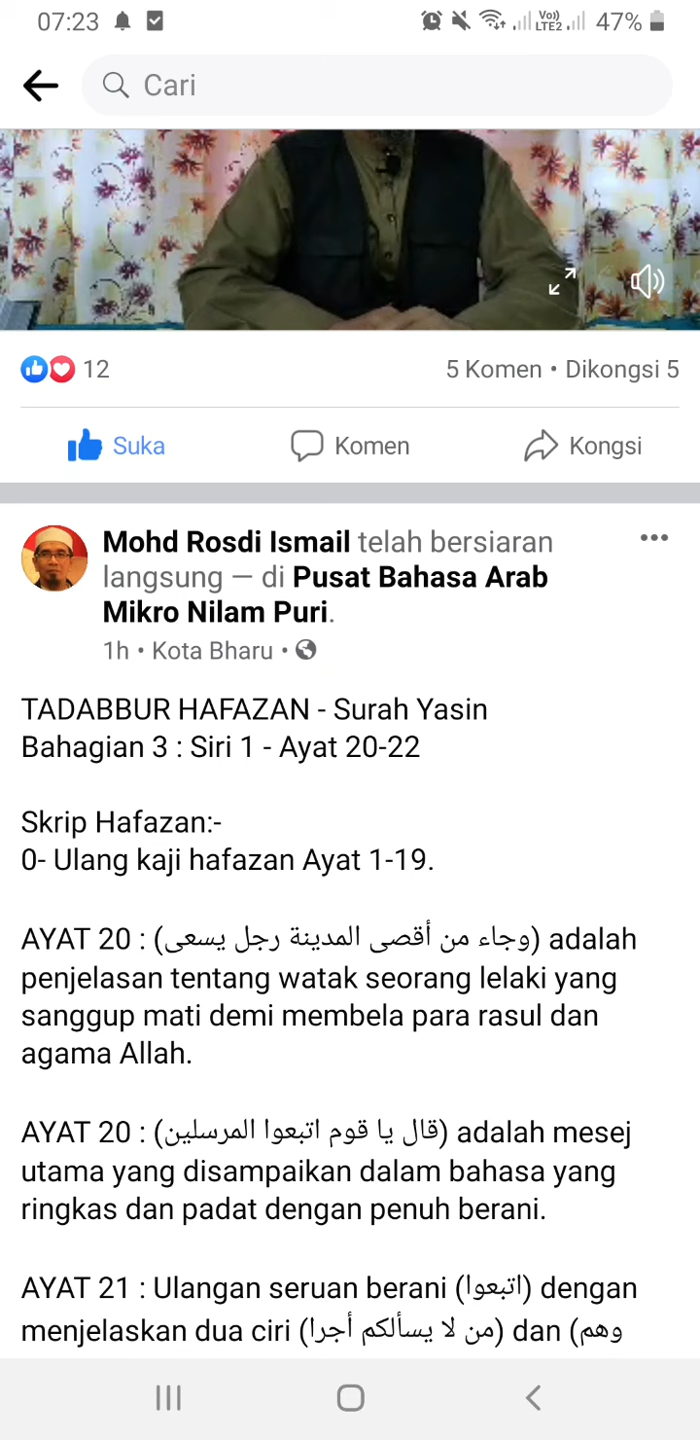 07:23 Vo)) LTE2 47%
Cari
12 5 Komen • Dikongsi 5
Suka Komen Kongsi
Mohd Rosdi Ismail telah bersiaran
langsung — di Pusat Bahasa Arab
Mikro Nilam Puri.
1h • Kota Bharu •
TADABBUR HAFAZAN - Surah Yasin
Bahagian 3 : Siri 1 - Ayat 20-22
Skrip Hafazan:-
0- Ulang kaji hafazan Ayat 1-19.
AYAT 20 : (وجاء من أقصى المدينة رجل يسعى) adalah
penjelasan tentang watak seorang lelaki yang
sanggup mati demi membela para rasul dan
agama Allah.
AYAT 20 : (قال يا قوم اتبعوا المرسلين) adalah mesej
utama yang disampaikan dalam bahasa yang
ringkas dan padat dengan penuh berani.
AYAT 21 : Ulangan seruan berani (اتبعوا) dengan
menjelaskan dua ciri (من لا يسألكم أجرا) dan (وهم